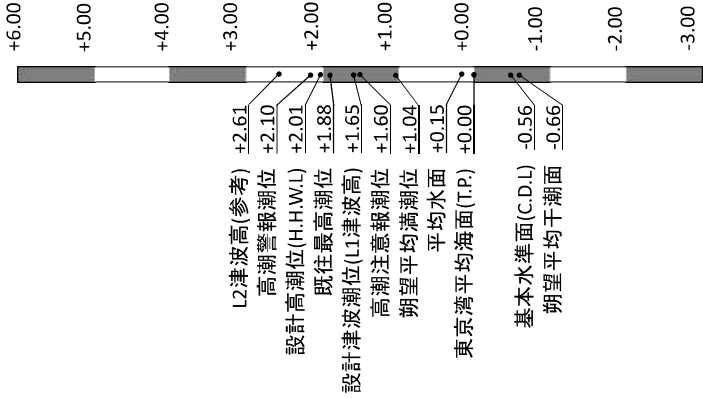 +6.00
+5.00
+4.00
+3.00
+2.00
+1.00
+0.00
-1.00
-2.00
-3.00
L2津波高(参考) +2.61
高潮警報潮位 +2.10
設計高潮位(H.H.W.L) +2.01
既往最高潮位 +1.88
設計津波潮位(L1津波高) +1.65
高潮注意報潮位 +1.60
朔望平均満潮位 +1.04
平均水面 +0.15
東京湾平均海面(T.P.) +0.00
基本水準面(C.D.L) -0.56
朔望平均干潮面 -0.66